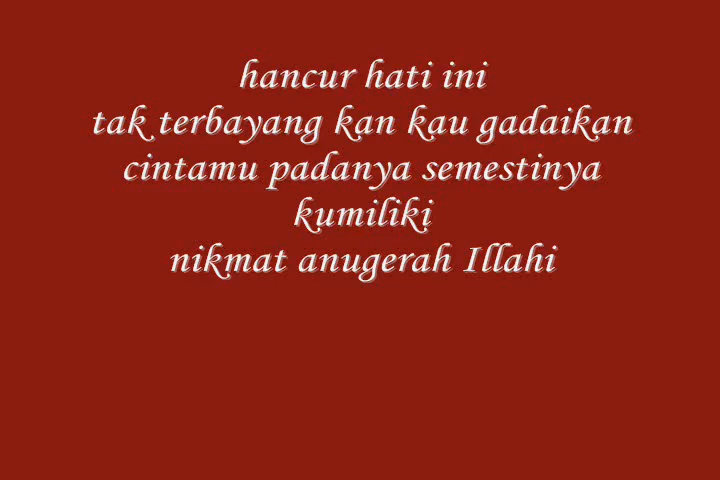 hancur hati ini
tak terbayang kan kau gadaikan
cintamu padanya semestinya
kumiliki
nikmat anugerah Illahi